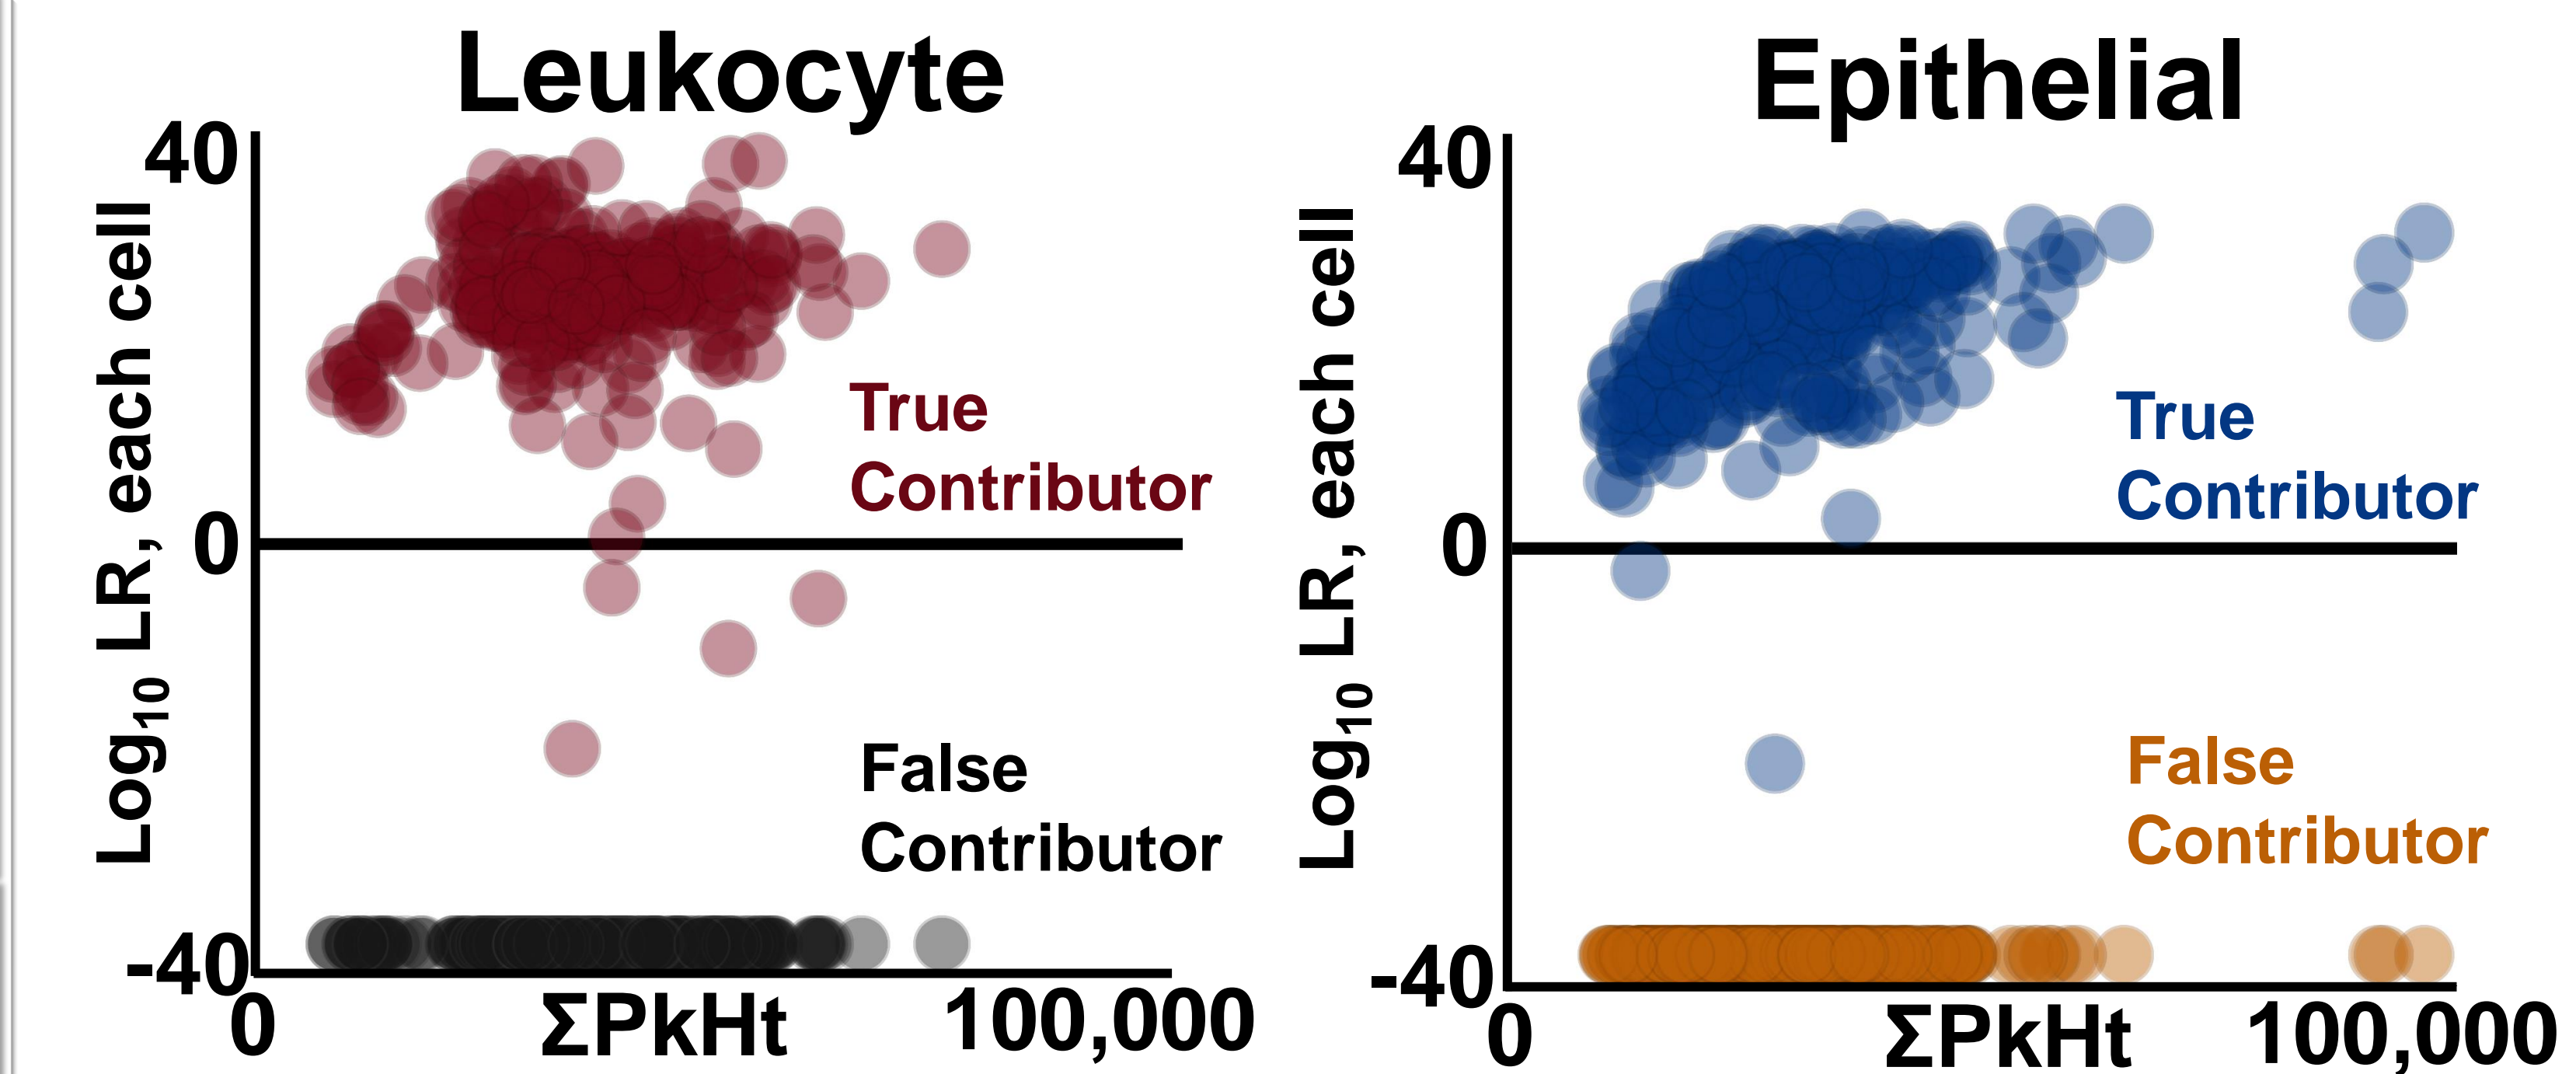 Leukocyte
40
0
-40
Log10 LR, each cell
True
Contributor
False
Contributor
0
ΣPkHt
100,000
Epithelial
40
0
-40
Log10 LR, each cell
True
Contributor
False
Contributor
0
ΣPkHt
100,000